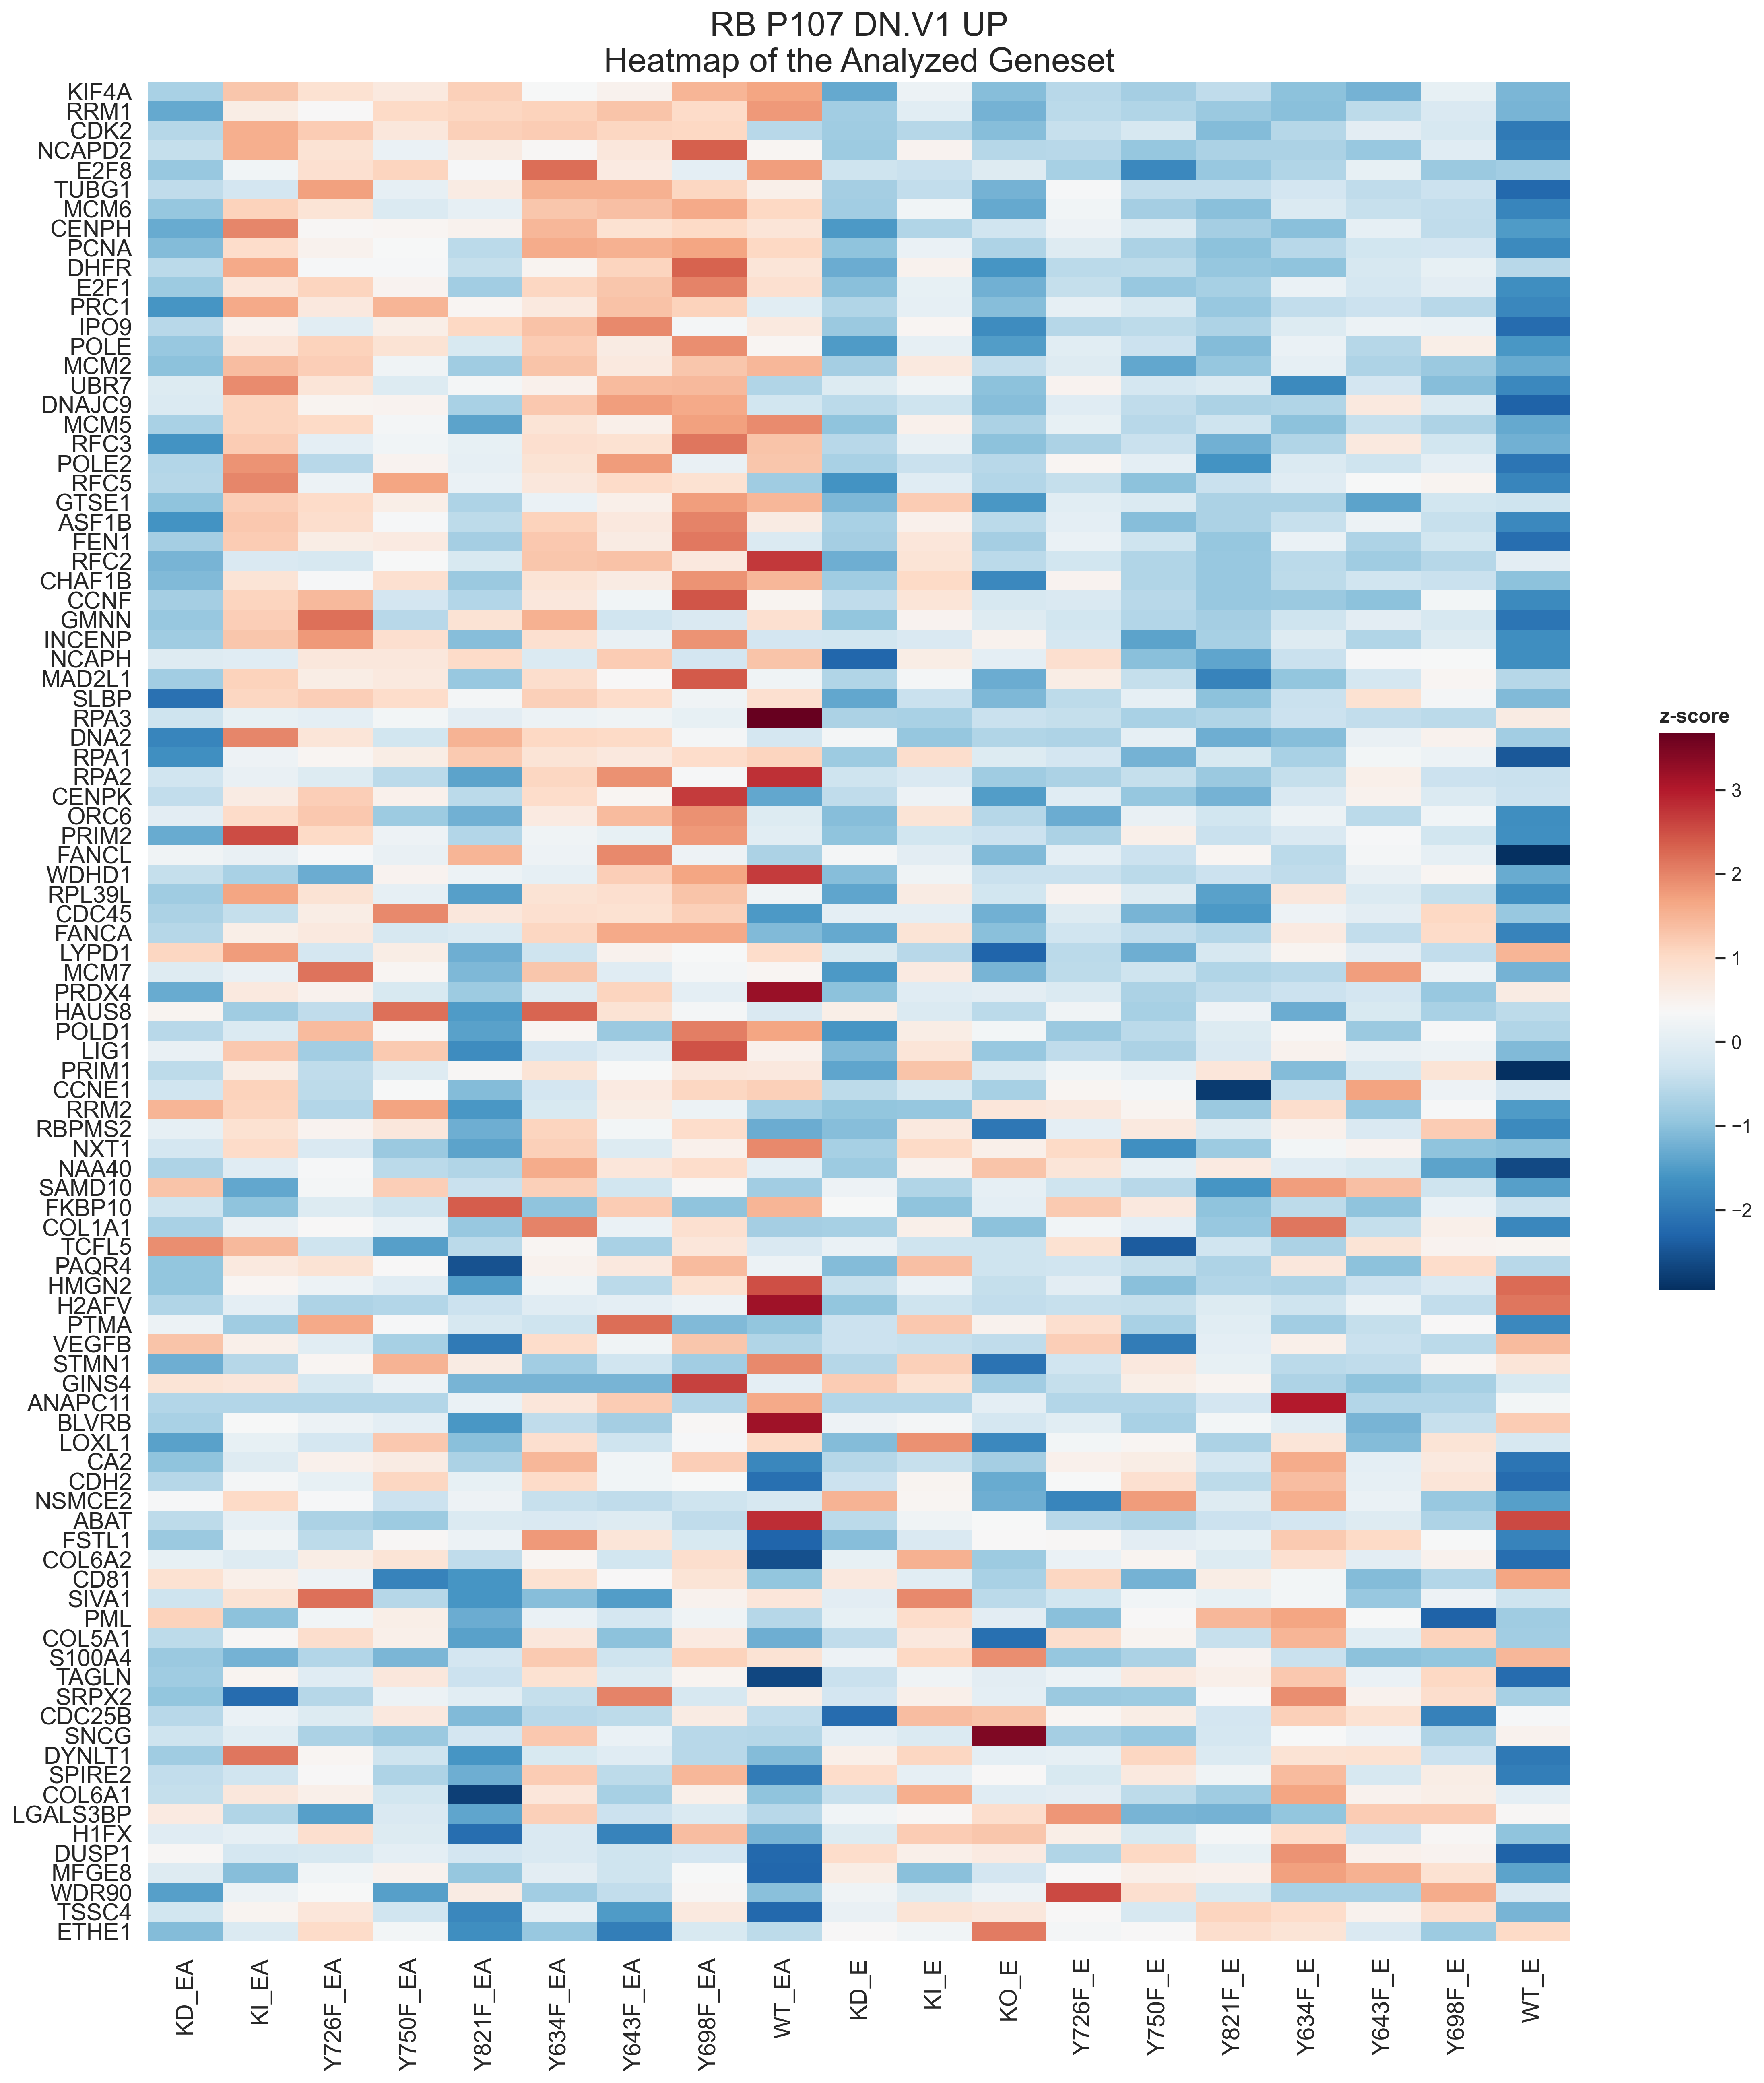 RB P107 DN.V1 UP
Heatmap of the Analyzed Geneset
KIF4A
RRM1
CDK2
NCAPD2
E2F8
TUBG1
MCM6
CENPH
PCNA
DHFR
E2F1
PRC1
IPO9
POLE
MCM2
UBR7
DNAJC9
MCM5
RFC3
POLE2
RFC5
GTSE1
ASF1B
FEN1
RFC2
CHAF1B
CCNF
GMNN
INCENP
NCAPH
MAD2L1
SLBP
RPA3
DNA2
RPA1
RPA2
CENPK
ORC6
PRIM2
FANCL
WDHD1
RPL39L
CDC45
FANCA
LYPD1
MCM7
PRDX4
HAUS8
POLD1
LIG1
PRIM1
CCNE1
RRM2
RBPMS2
NXT1
NAA40
SAMD10
FKBP10
COL1A1
TCFL5
PAQR4
HMGN2
H2AFV
PTMA
VEGFB
STMN1
GINS4
ANAPC11
BLVRB
LOXL1
CA2
CDH2
NSMCE2
ABAT
FSTL1
COL6A2
CD81
SIVA1
PML
COL5A1
S100A4
TAGLN
SRPX2
CDC25B
SNCG
DYNLT1
SPIRE2
COL6A1
LGALS3BP
H1FX
DUSP1
MFGE8
WDR90
TSSC4
ETHE1
KD_EA
KI_EA
Y726F_EA
Y750F_EA
Y821F_EA
Y634F_EA
Y643F_EA
Y698F_EA
WT_EA
KD_E
KI_E
KO_E
Y726F_E
Y750F_E
Y821F_E
Y634F_E
Y643F_E
Y698F_E
WT_E
z-score
3
2
1
0
−1
−2